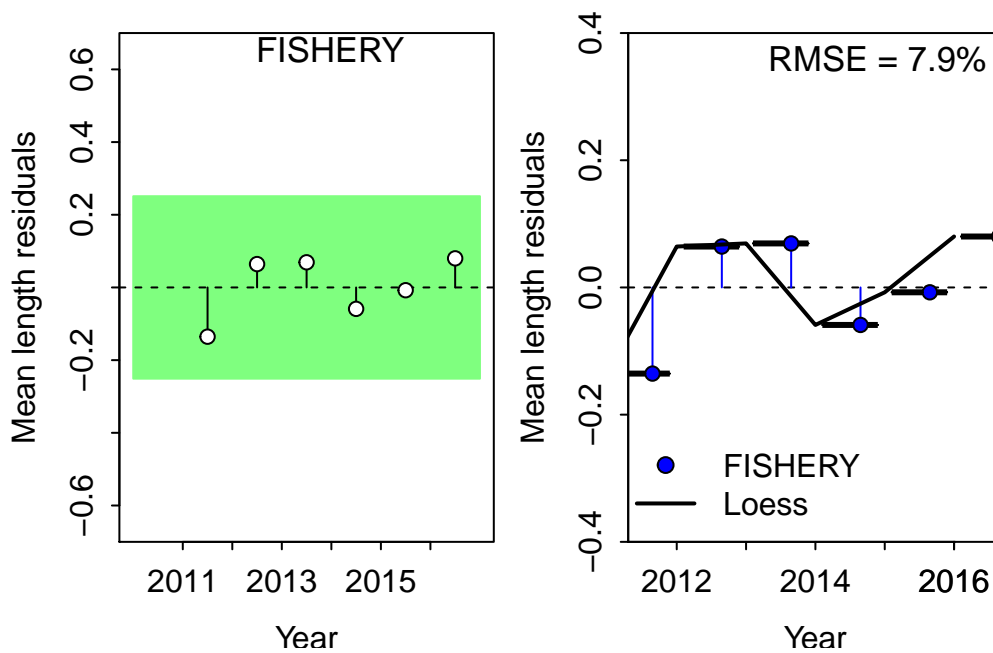 FISHERY
Mean length residuals
0.6
0.4
0.2
−0.2
−0.6
2011 2013 2015
Year
RMSE = 7.9%
Mean length residuals
0.4
0.2
0.0
−0.2
−0.4
FISHERY
Loess
2012 2014 2016
Year